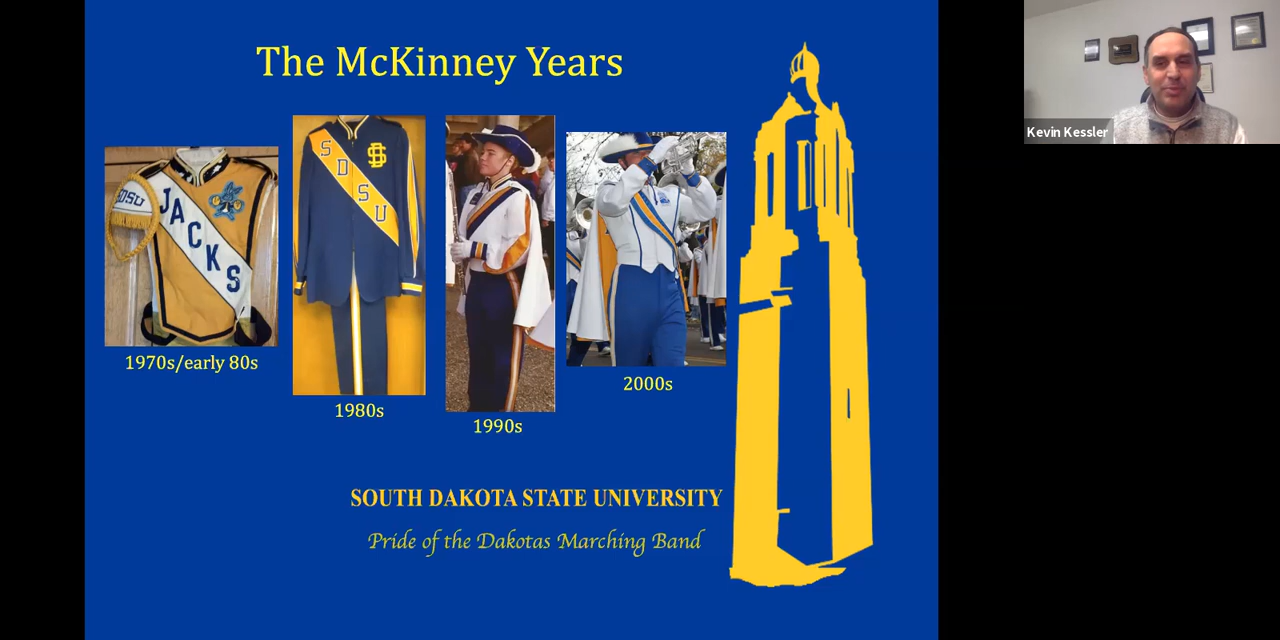 The McKinney Years
Kevin Kessler
SDSU
JACKS
SDSU
1970s/early 80s
1980s
1990s
2000s
SOUTH DAKOTA STATE UNIVERSITY
Pride of the Dakotas Marching Band